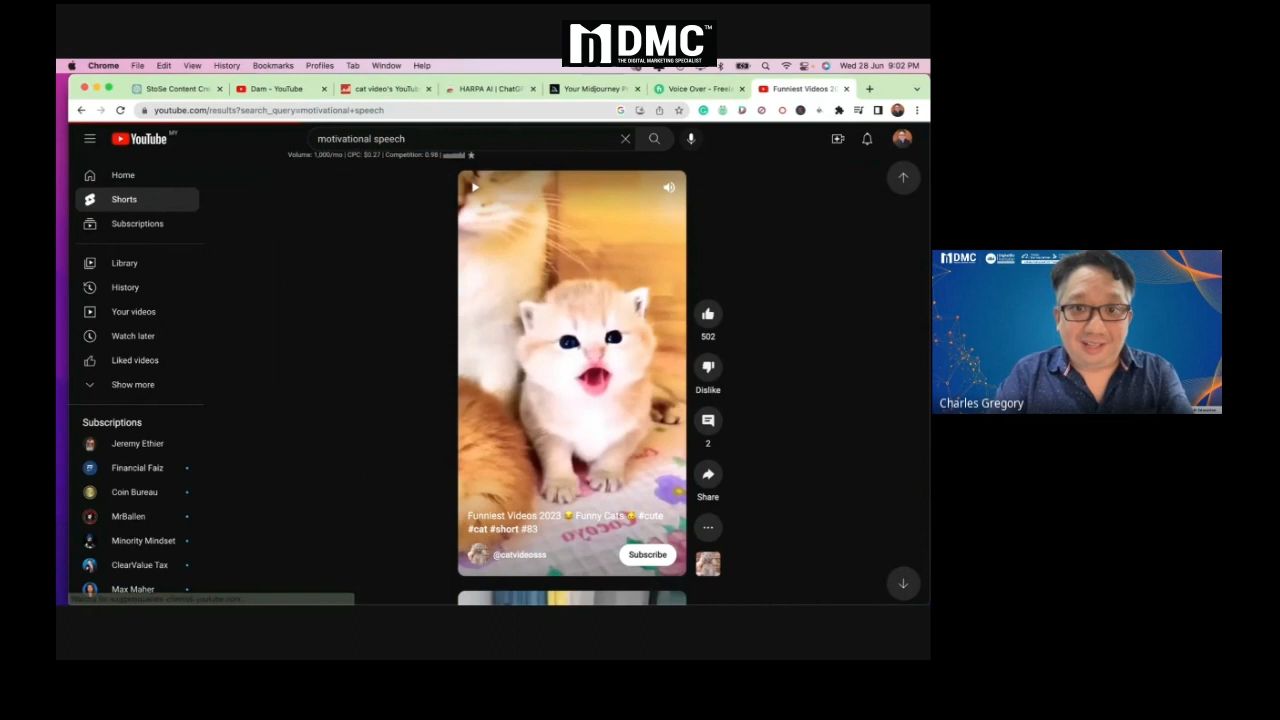 DMC™
THE DIGITAL MARKETING SPECIALIST
Chrome File Edit View History Bookmarks Profiles Tab Window Help
Wed 28 Jun 9:02 PM
StoSe Content Cre
Dam - YouTube
cat video's YouTub
HARPA AI | ChatG
Your Midjourney P
Voice Over - Freel
Funniest Videos 2
youtube.com/results?search_query=motivational+speech
YouTube MY
motivational speech
Volume: 1,000/mo | CPC: $0.27 | Competition: 0.98 |
Home
Shorts
Subscriptions
Library
History
Your videos
Watch later
Liked videos
Show more
Subscriptions
Jeremy Ethier
Financial Faiz
Coin Bureau
MrBallen
Minority Mindset
ClearValue Tax
Max Maher
502
Dislike
2
Share
Funniest Videos 2023 😂 Funny Cats 😍 #cute
#cat #short #83
@catvideosss
Subscribe
DMC
Charles Gregory